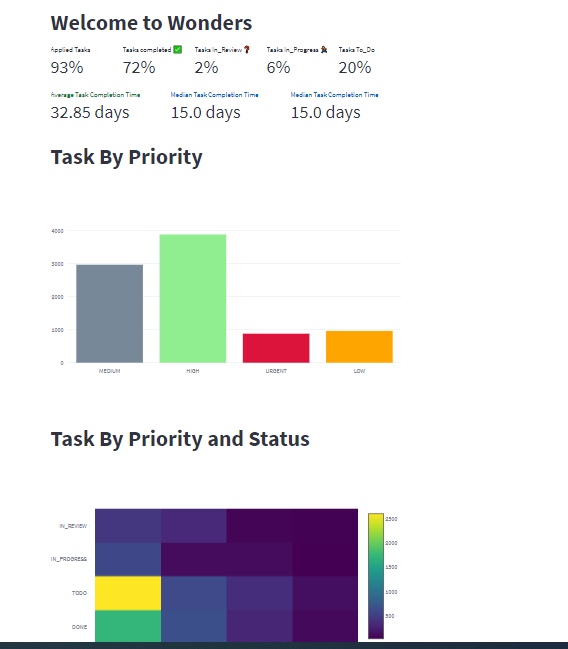 Welcome to Wonders
Applied Tasks Tasks completed ✅ Tasks In_Review ❓ Tasks In_Progress Tasks To_Do
93% 72% 2% 6% 20%
Average Task Completion Time Median Task Completion Time Median Task Completion Time
32.85 days 15.0 days 15.0 days
Task By Priority
4000
3000
2000
1000
0
MEDIUM HIGH URGENT LOW
Task By Priority and Status
IN_REVIEW
IN_PROGRESS
TODO
DONE
2500
2000
1500
1000
500